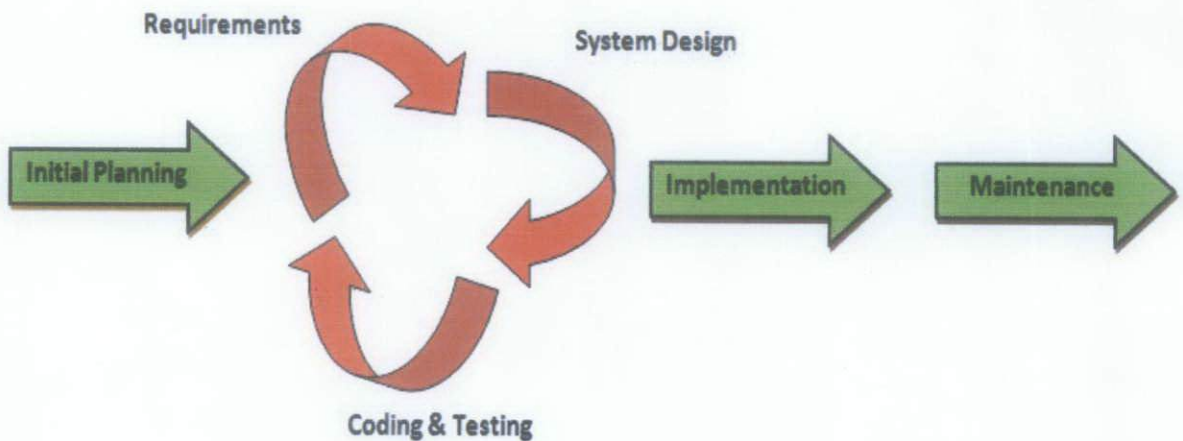 Requirements
System Design
Initial Planning
Implementation
Maintenance
Coding & Testing